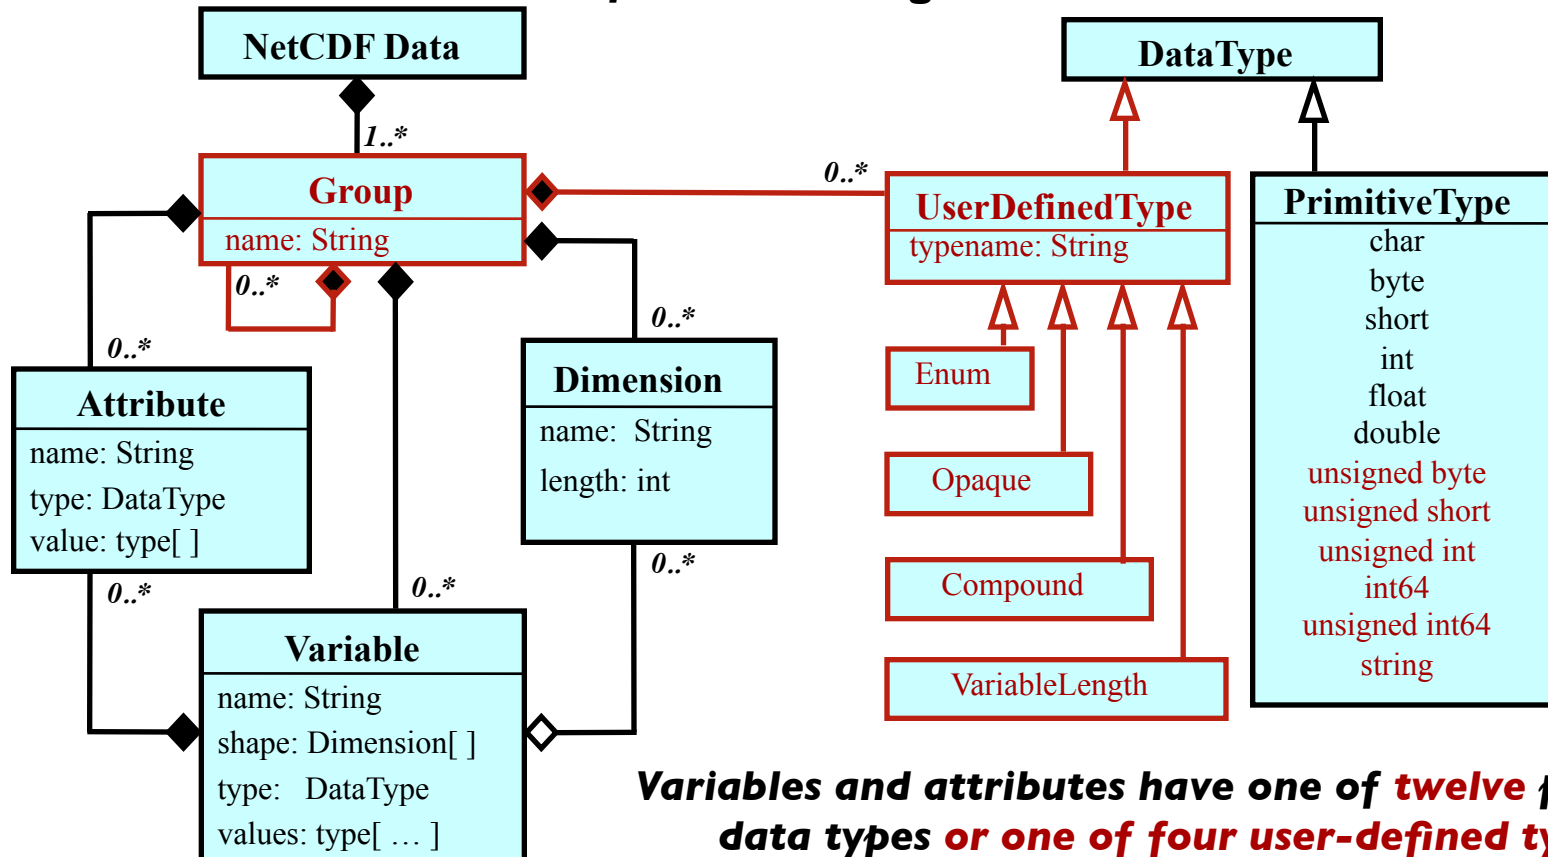 NetCDF Data
1..*
Group
name: String
0..*
0..*
0..*
0..*
0..*
Attribute
name: String
type: DataType
value: type[ ]
0..*
Dimension
name: String
length: int
0..*
Variable
name: String
shape: Dimension[ ]
type: DataType
values: type[ … ]
DataType
UserDefinedType
typename: String
Enum
Opaque
Compound
VariableLength
PrimitiveType
char
byte
short
int
float
double
unsigned byte
unsigned short
unsigned int
int64
unsigned int64
string
Variables and attributes have one of twelve
data types or one of four user-defined